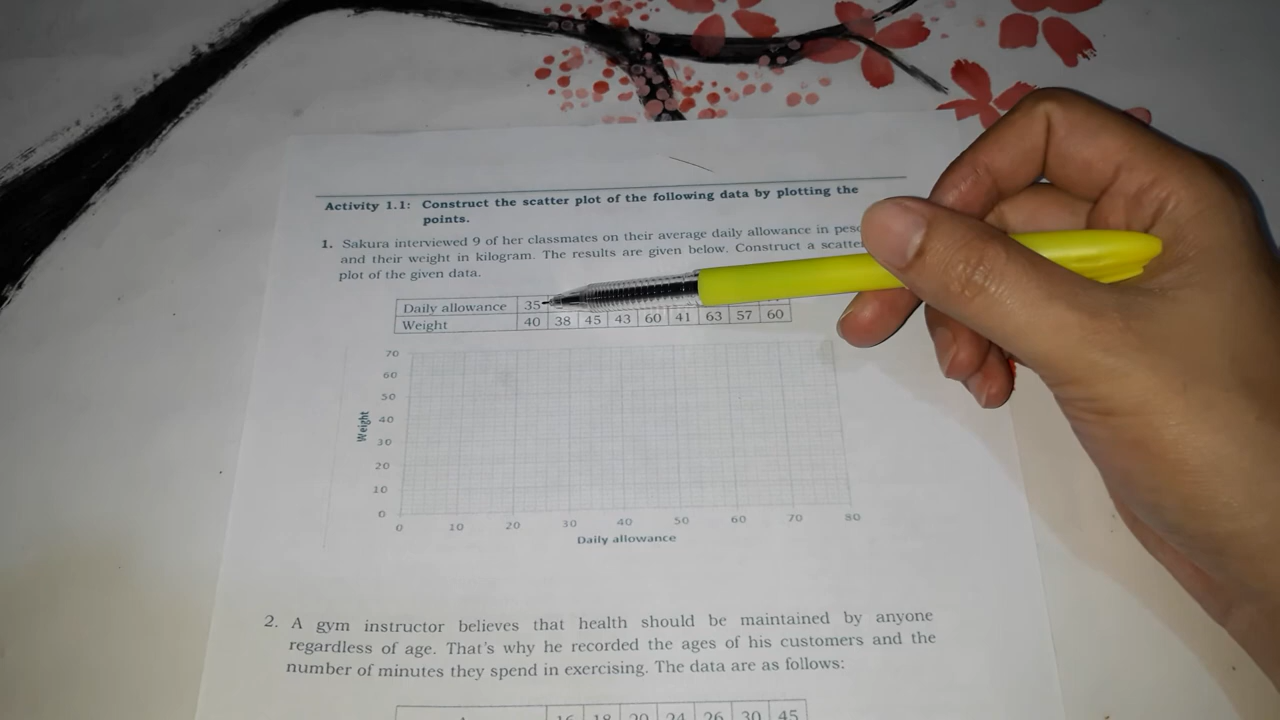 Activity 1.1: Construct the scatter plot of the following data by plotting the
points.
1. Sakura interviewed 9 of her classmates on their average daily allowance in
and their weight in kilogram. The results are given below. Construct a
plot of the given data.
Daily allowance 35
Weight 40 38 45 43 60 41 63 57 60
70
60
50
40
30
20
10
0
Weight
0 10 20 30 40 50 60 70 80
Daily allowance
2. A gym instructor believes that health should be maintained by anyone
regardless of age. That's why he recorded the ages of his customers and the
number of minutes they spend in exercising. The data are as follows:
16 18 20 24 26 30 45